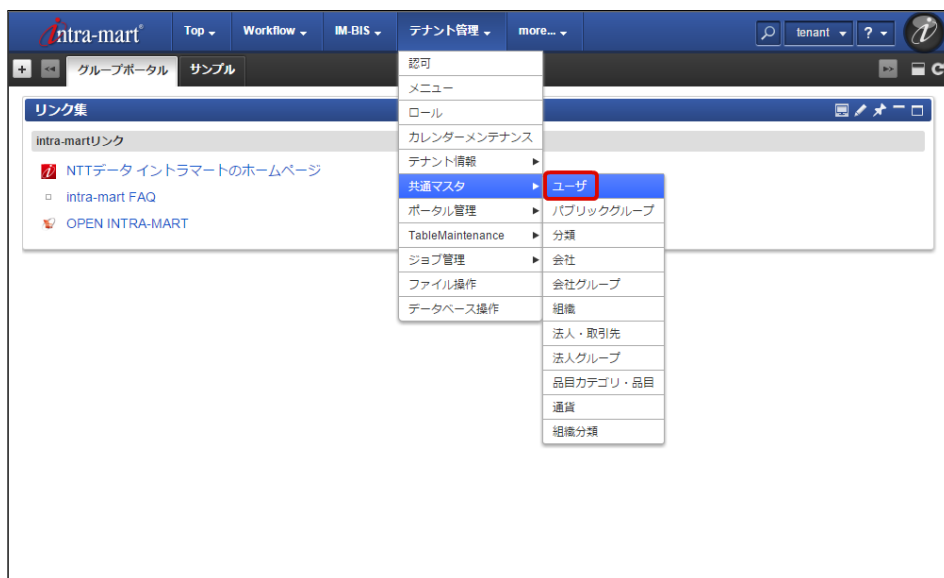 intra-mart® Top Workflow IM-BIS テナント管理 more... tenant ?
グループポータル サンプル
リンク集
intra-martリンク
NTTデータ イントラマートのホームページ
intra-mart FAQ
OPEN INTRA-MART
認可
メニュー
ロール
カレンダーメンテナンス
テナント情報
共通マスタ
ポータル管理
TableMaintenance
ジョブ管理
ファイル操作
データベース操作
ユーザ
パブリックグループ
分類
会社
会社グループ
組織
法人・取引先
法人グループ
品目カテゴリ・品目
通貨
組織分類